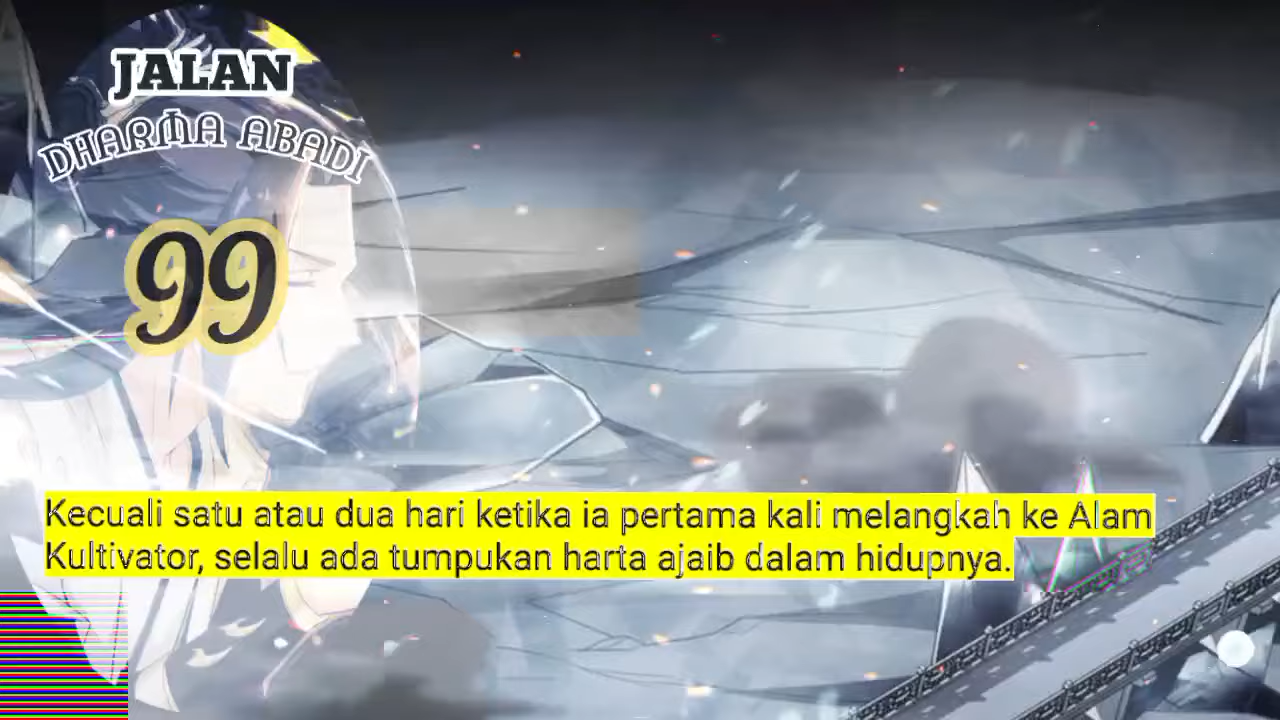 JALAN
DHARMA ABADI
99
Kecuali satu atau dua hari ketika ia pertama kali melangkah ke Alam
Kultivator, selalu ada tumpukan harta ajaib dalam hidupnya.